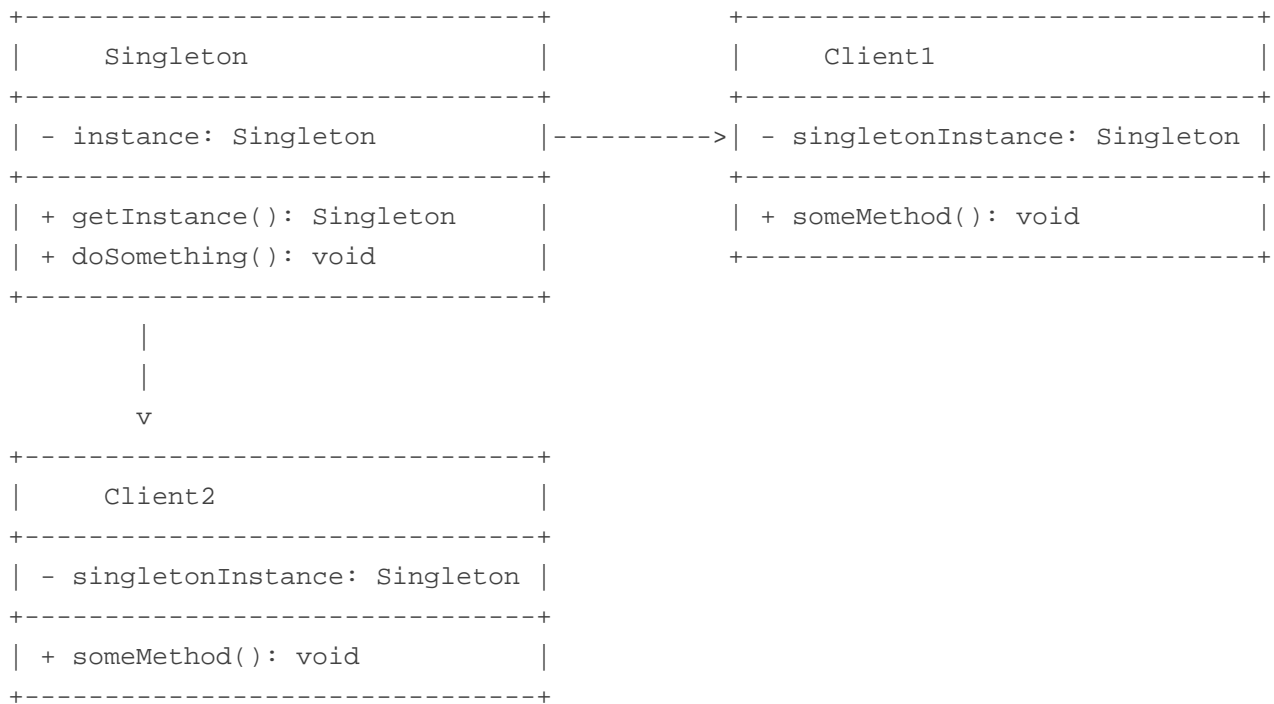 +--------------------------------+ +--------------------------------+
| Singleton | | Client1 |
+--------------------------------+ +--------------------------------+
| - instance: Singleton |---------->| - singletonInstance: Singleton |
+--------------------------------+ +--------------------------------+
| + getInstance(): Singleton | | + someMethod(): void |
| + doSomething(): void | +--------------------------------+
+--------------------------------+
|
|
v
+--------------------------------+
| Client2 |
+--------------------------------+
| - singletonInstance: Singleton |
+--------------------------------+
| + someMethod(): void |
+--------------------------------+